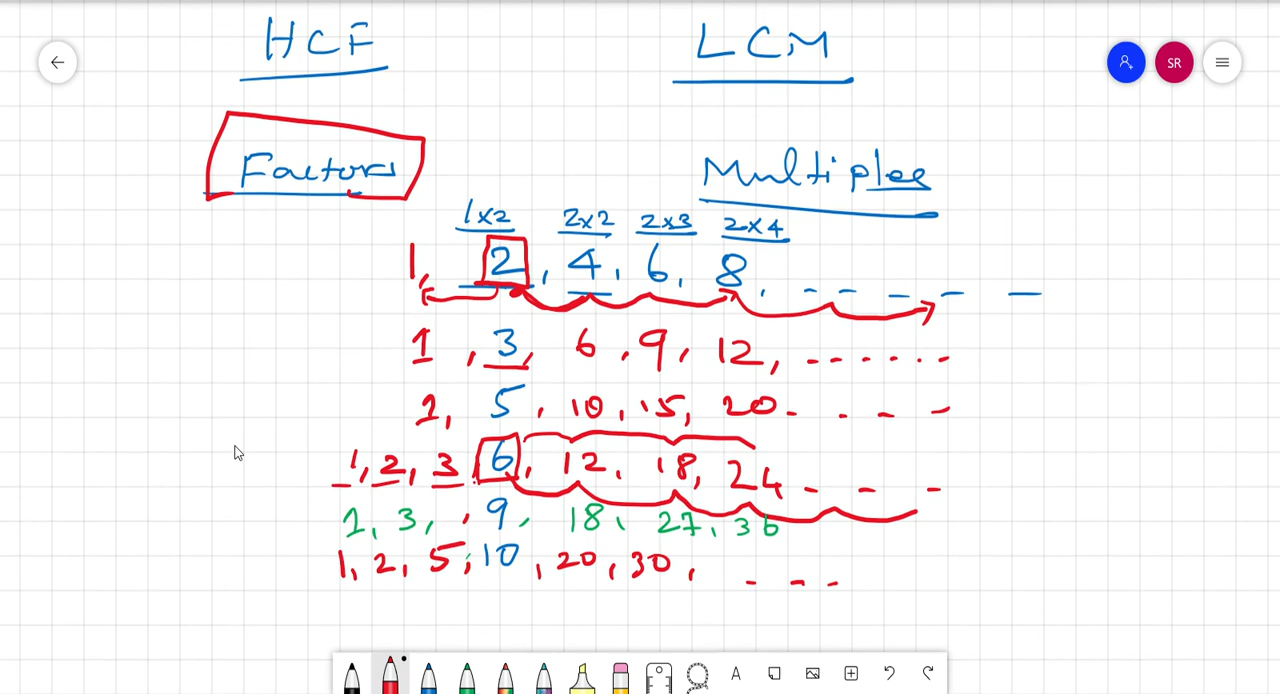 HCF LCM
SR
Factors Multiples
1x2 2x2 2x3 2x4
1, 2, 4, 6, 8, - - - - -
1, 3, 6, 9, 12, .......
1, 5, 10, 15, 20- - - -
1, 2, 3, 6, 12, 18, 24 - - -
1, 3, , 9, 18, 27, 36
1, 2, 5, 10, 20, 30, - - -
A